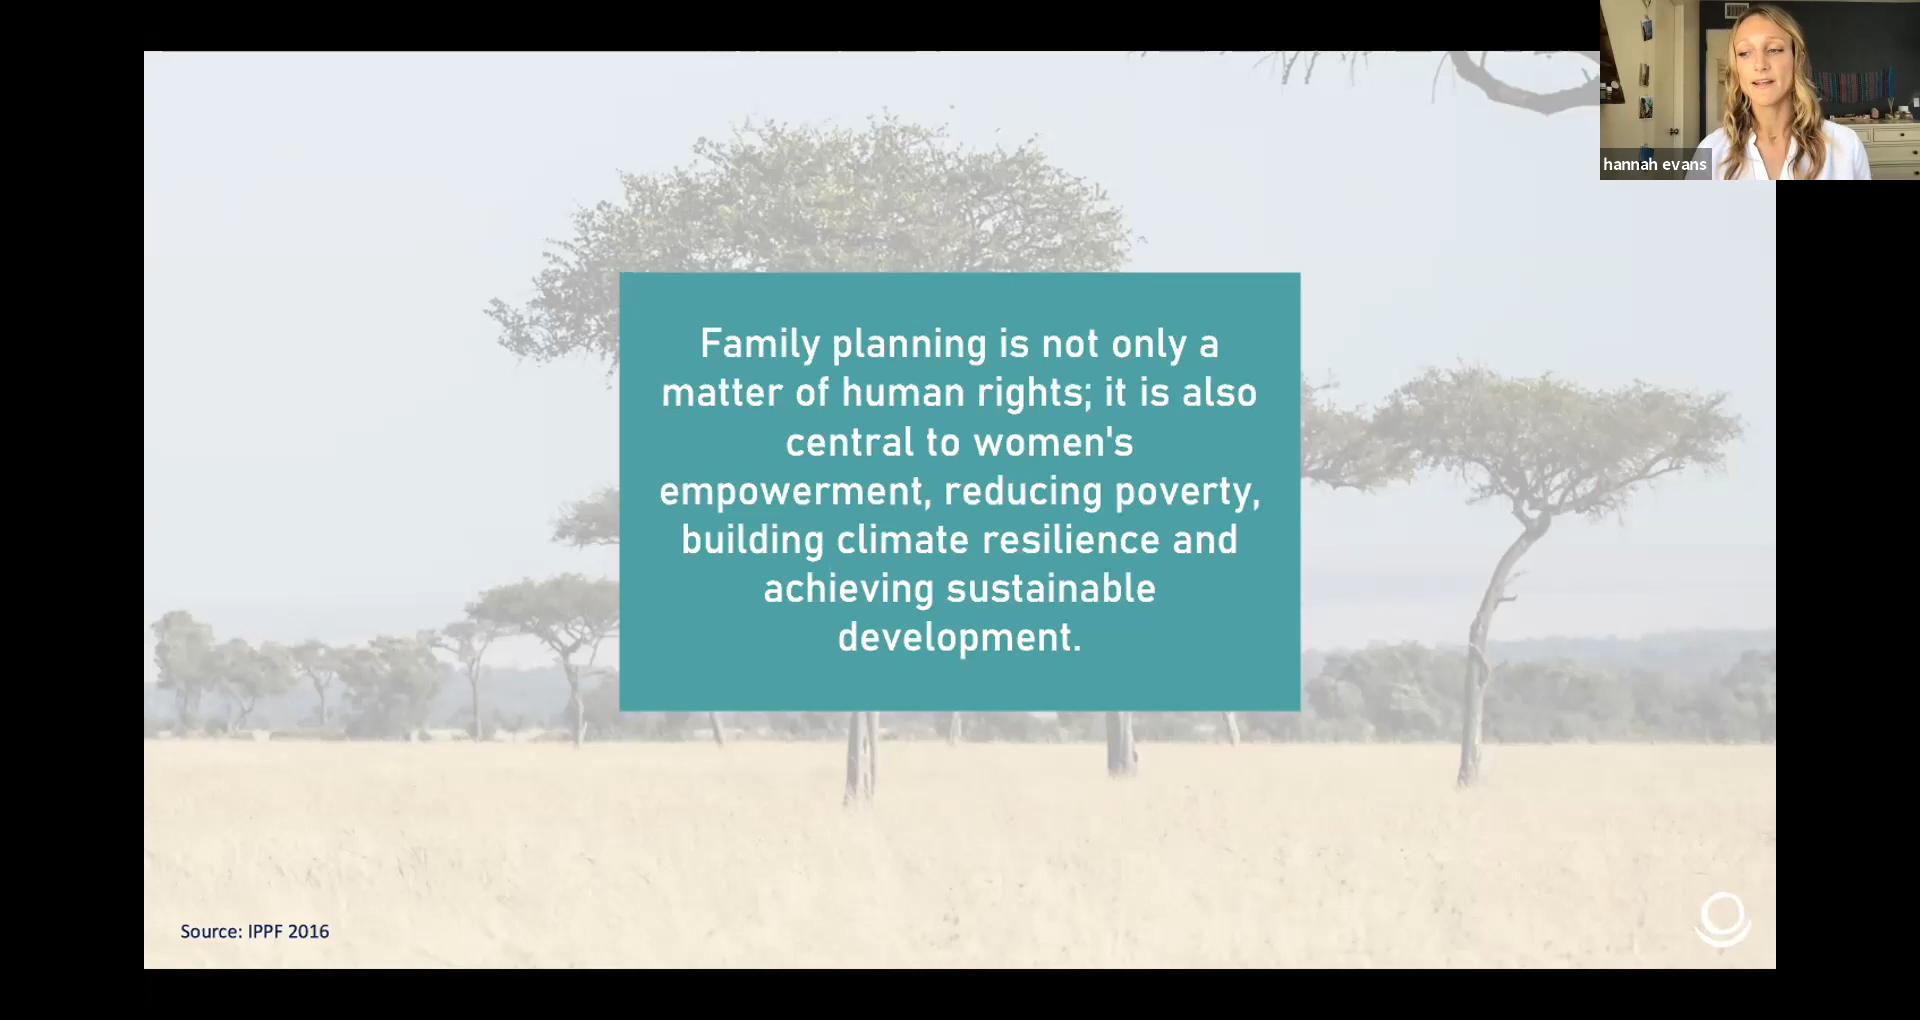 hannah evans
Family planning is not only a
matter of human rights; it is also
central to women's
empowerment, reducing poverty,
building climate resilience and
achieving sustainable
development.
Source: IPPF 2016